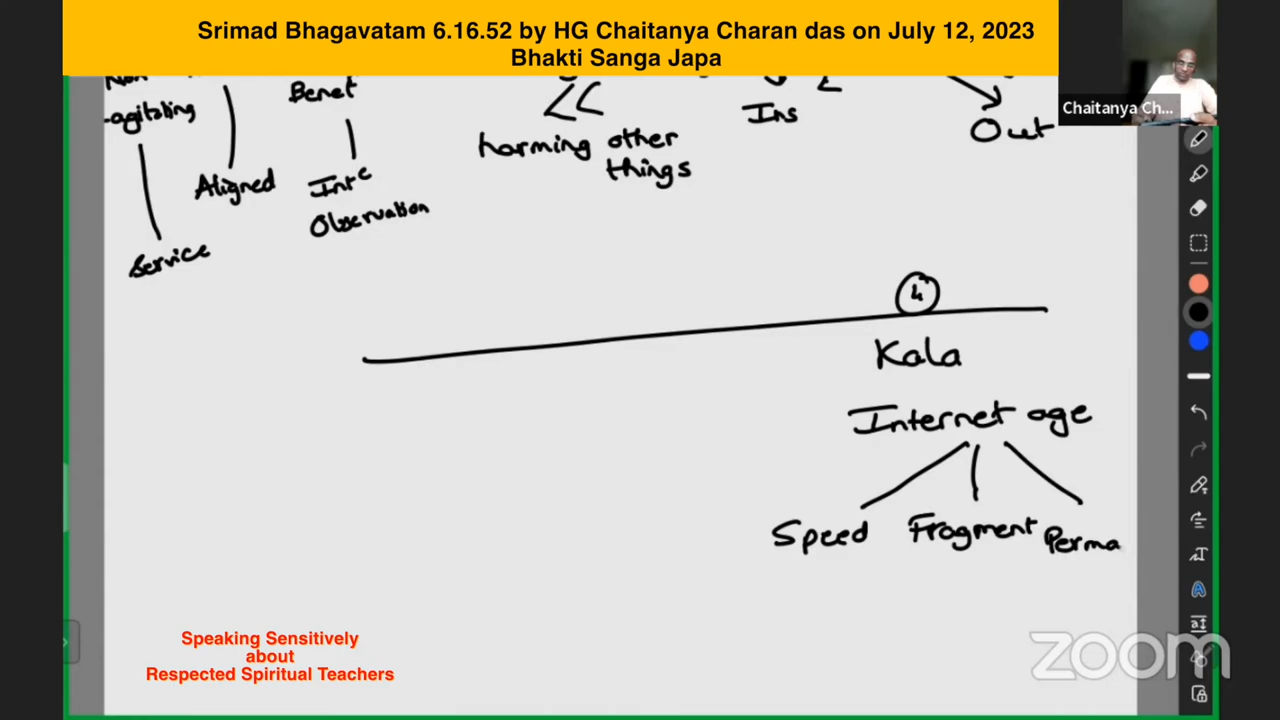 Srimad Bhagavatam 6.16.52 by HG Chaitanya Charan das on July 12, 2023
Bhakti Sanga Japa
Chaitanya Ch...
-agitating
Benet
harming other
things
Ins
Out
Aligned
Observation
Service
4
Kala
Internet age
Speed Fragment Perma
Speaking Sensitively
about
Respected Spiritual Teachers
zoom